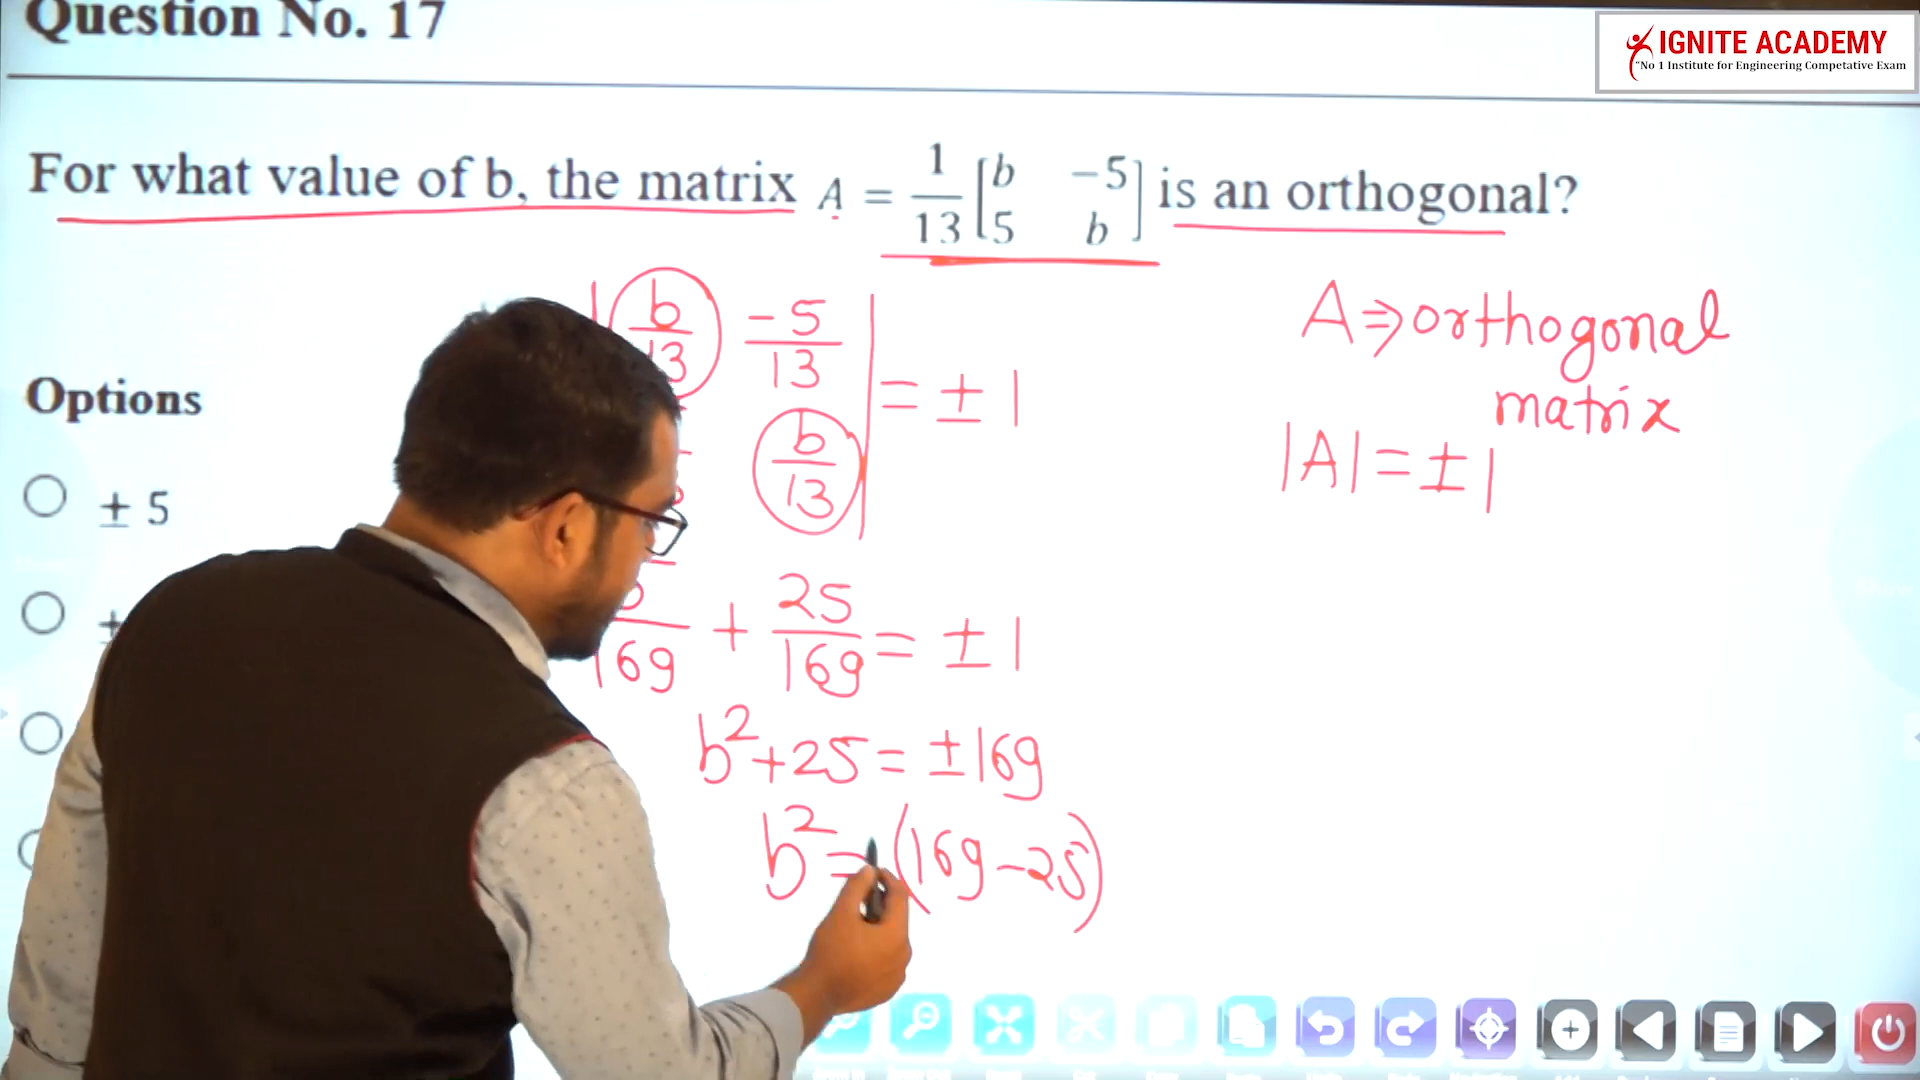 Question No. 17
IGNITE ACADEMY
"No 1 Institute for Engineering Competative Exam
For what value of b, the matrix A = 1/13 [b -5 5 b] is an orthogonal?
b/13 -5/13
= ± 1
b/13
A ⇒ orthogonal
matrix
|A| = ± 1
Options
± 5
±
169 + 25/169 = ± 1
b² + 25 = ± 169
b² = (169 - 25)